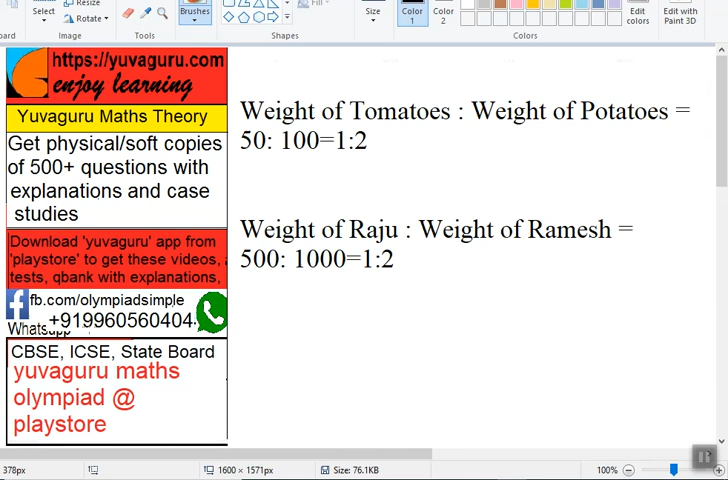 Resize
Select
Rotate
Brushes
Size
Color 1
Color 2
Fill
Edit colors
Edit with Paint 3D
Image
Tools
Shapes
Colors
https://yuvaguru.com
enjoy learning
Yuvaguru Maths Theory
Get physical/soft copies
of 500+ questions with
explanations and case
studies
Download 'yuvaguru' app from
'playstore' to get these videos,
tests, qbank with explanations,
fb.com/olympiadsimple
+919960560404
Whatsapp
CBSE, ICSE, State Board
yuvaguru maths
olympiad @
playstore
Weight of Tomatoes : Weight of Potatoes =
50: 100=1:2
Weight of Raju : Weight of Ramesh =
500: 1000=1:2
378px
1600 × 1571px
Size: 76.1KB
100%